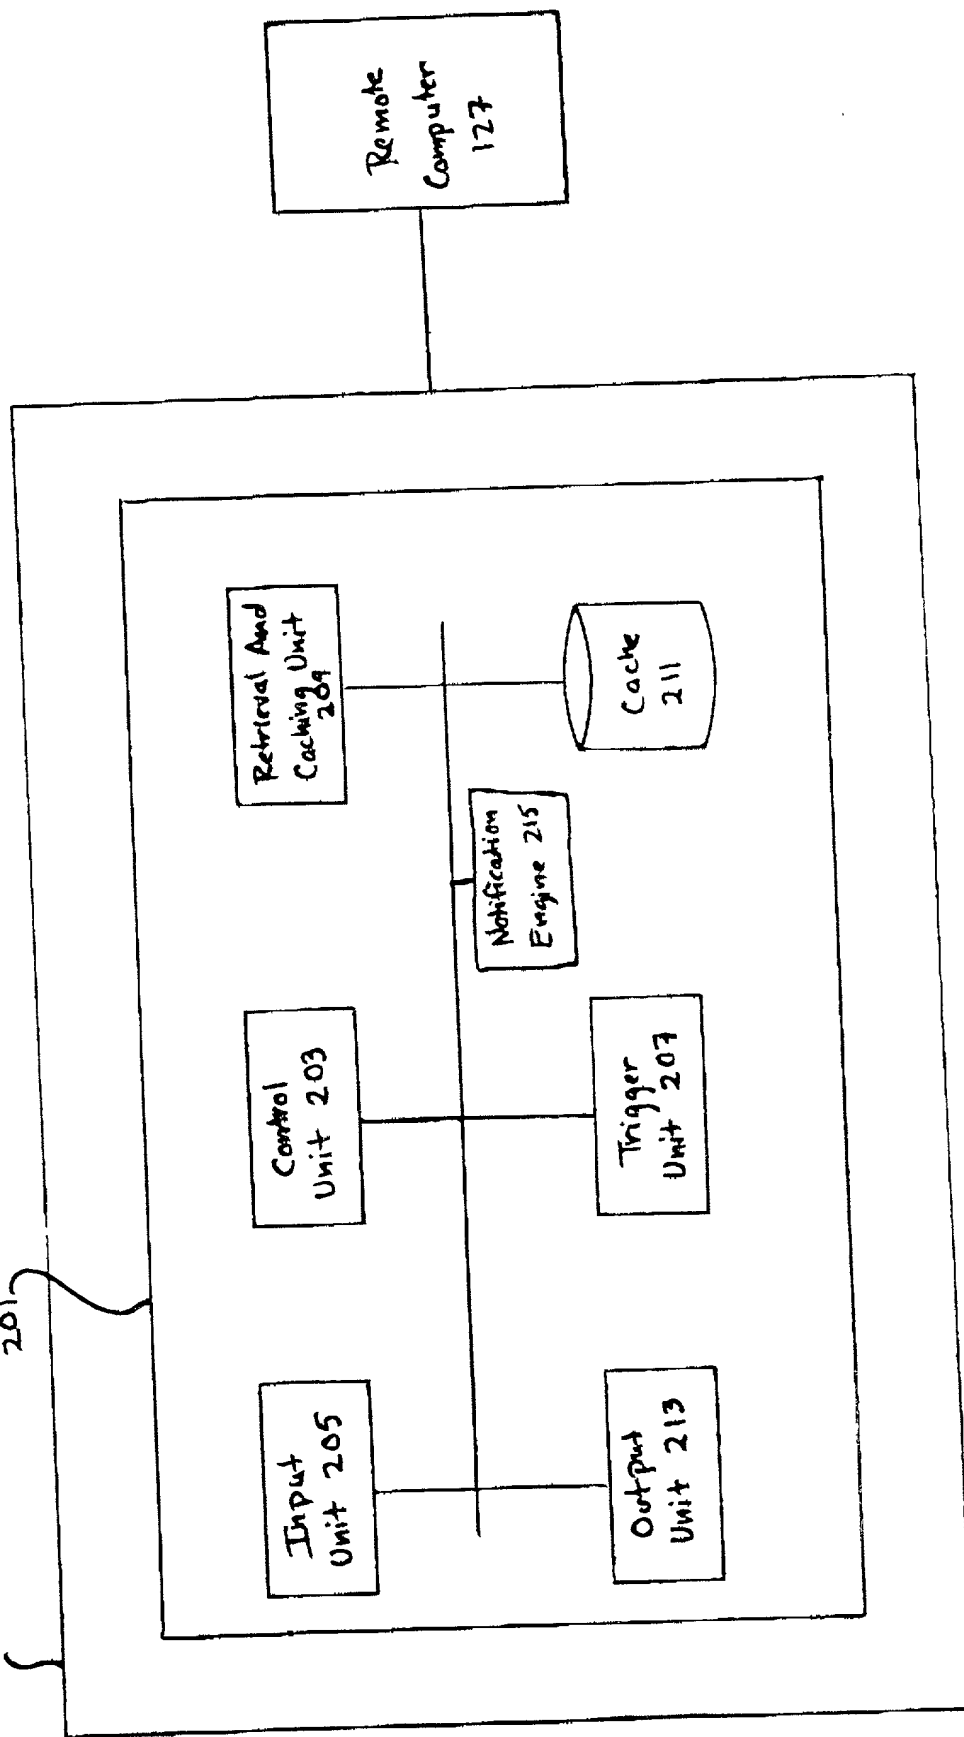 201
Input
Unit 205
Control
Unit 203
Retrieval And
Caching Unit
209
Notification
Engine 215
Output
Unit 213
Trigger
Unit 207
Cache
211
Remote
Computer
127